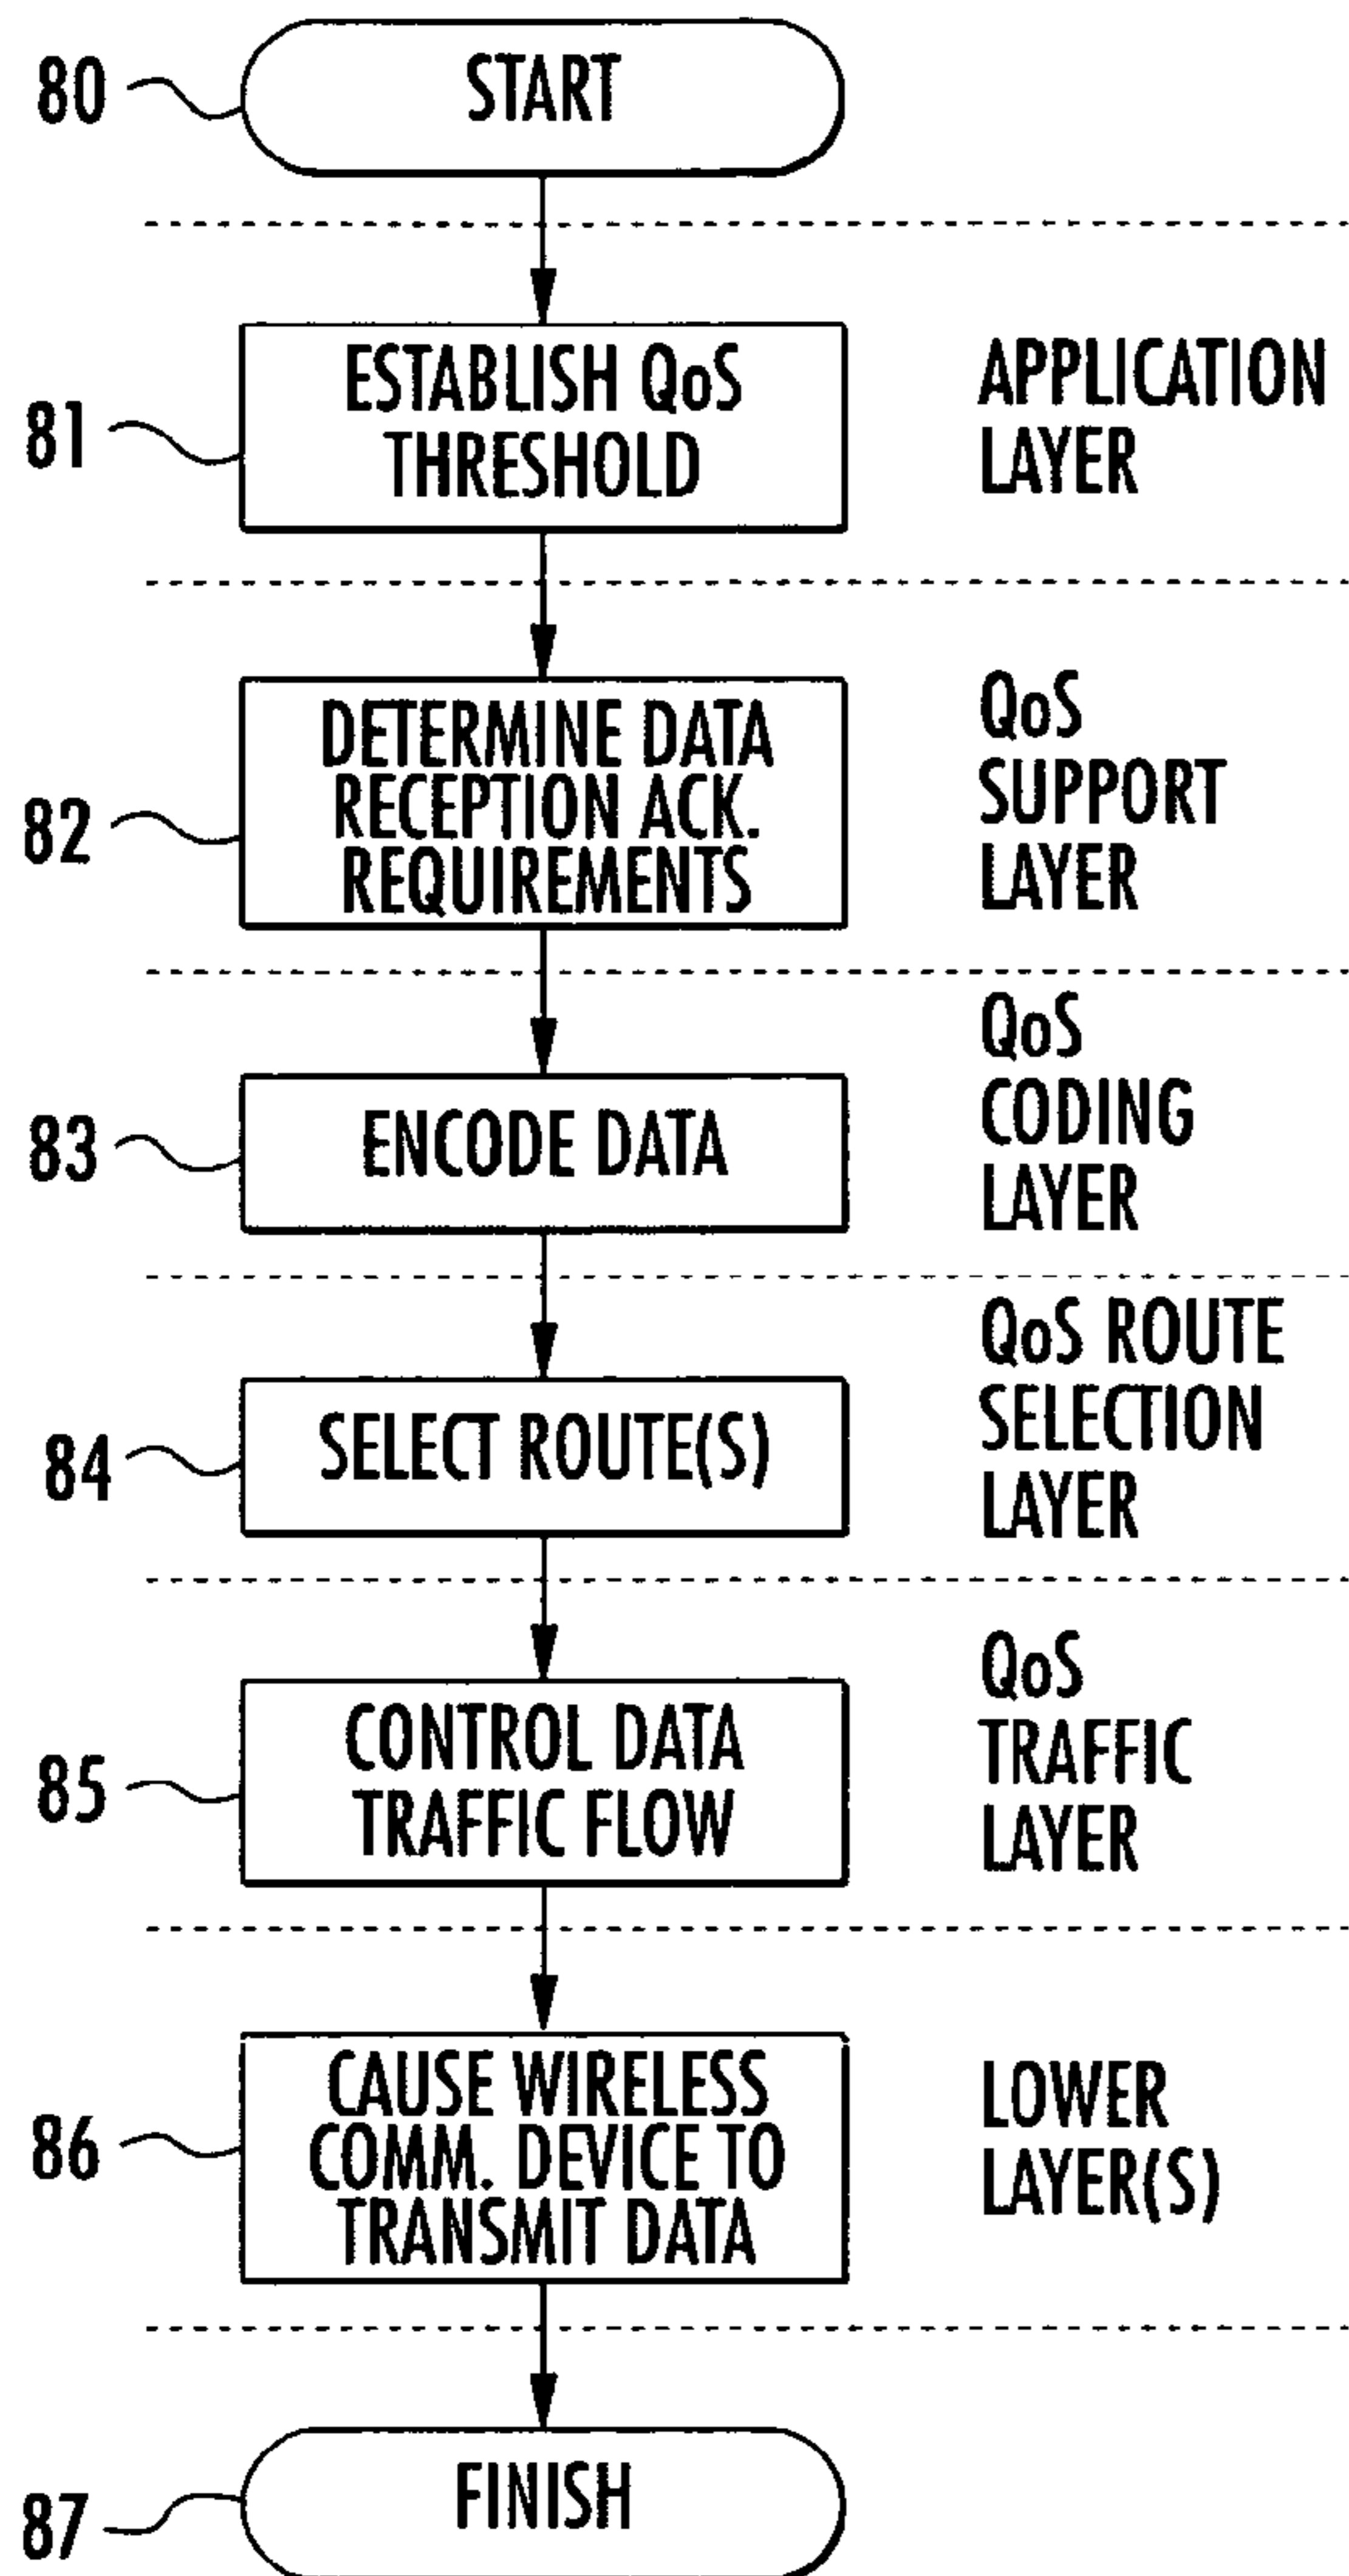 80
START
81
ESTABLISH QoS
THRESHOLD
APPLICATION
LAYER
82
DETERMINE DATA
RECEPTION ACK.
REQUIREMENTS
QoS
SUPPORT
LAYER
83
ENCODE DATA
QoS
CODING
LAYER
84
SELECT ROUTE(S)
QoS ROUTE
SELECTION
LAYER
85
CONTROL DATA
TRAFFIC FLOW
QoS
TRAFFIC
LAYER
86
CAUSE WIRELESS
COMM. DEVICE TO
TRANSMIT DATA
LOWER
LAYER(S)
87
FINISH